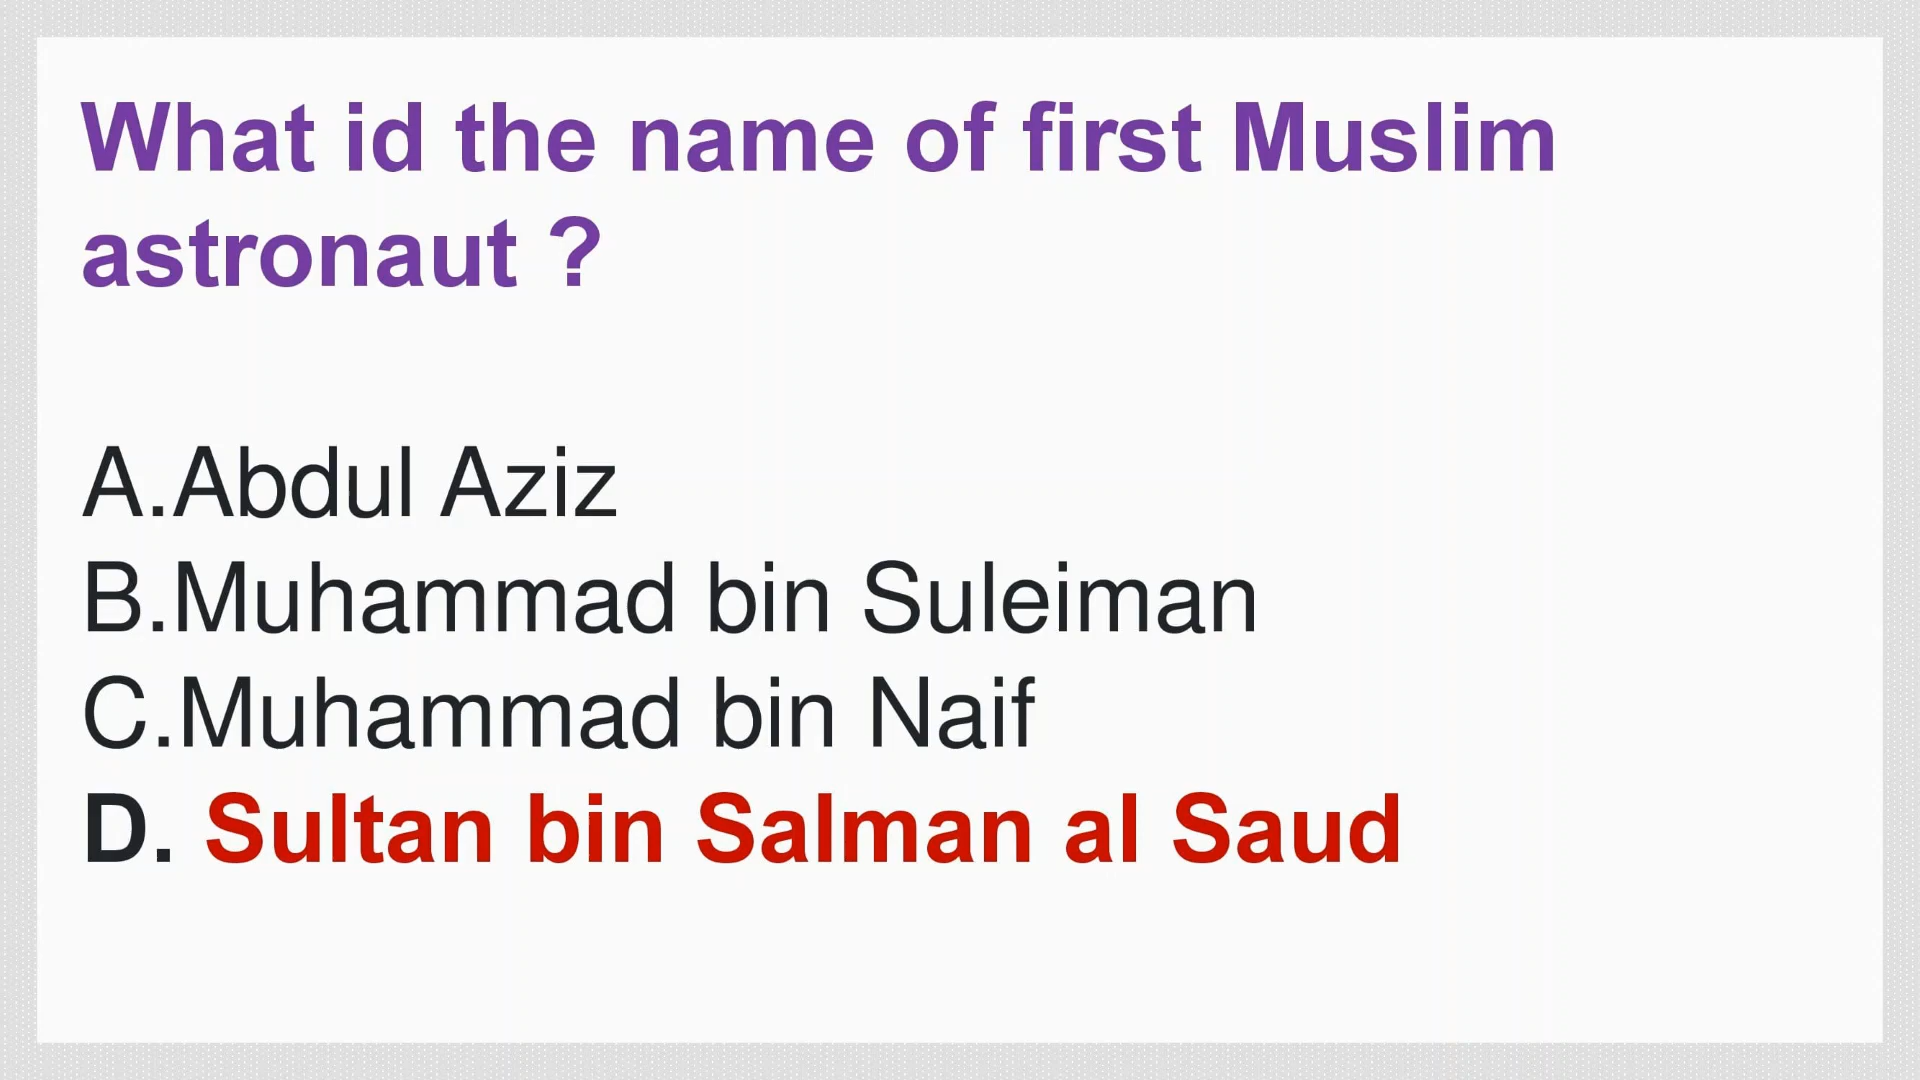 What id the name of first Muslim
astronaut ?
A.Abdul Aziz
B.Muhammad bin Suleiman
C.Muhammad bin Naif
D. Sultan bin Salman al Saud